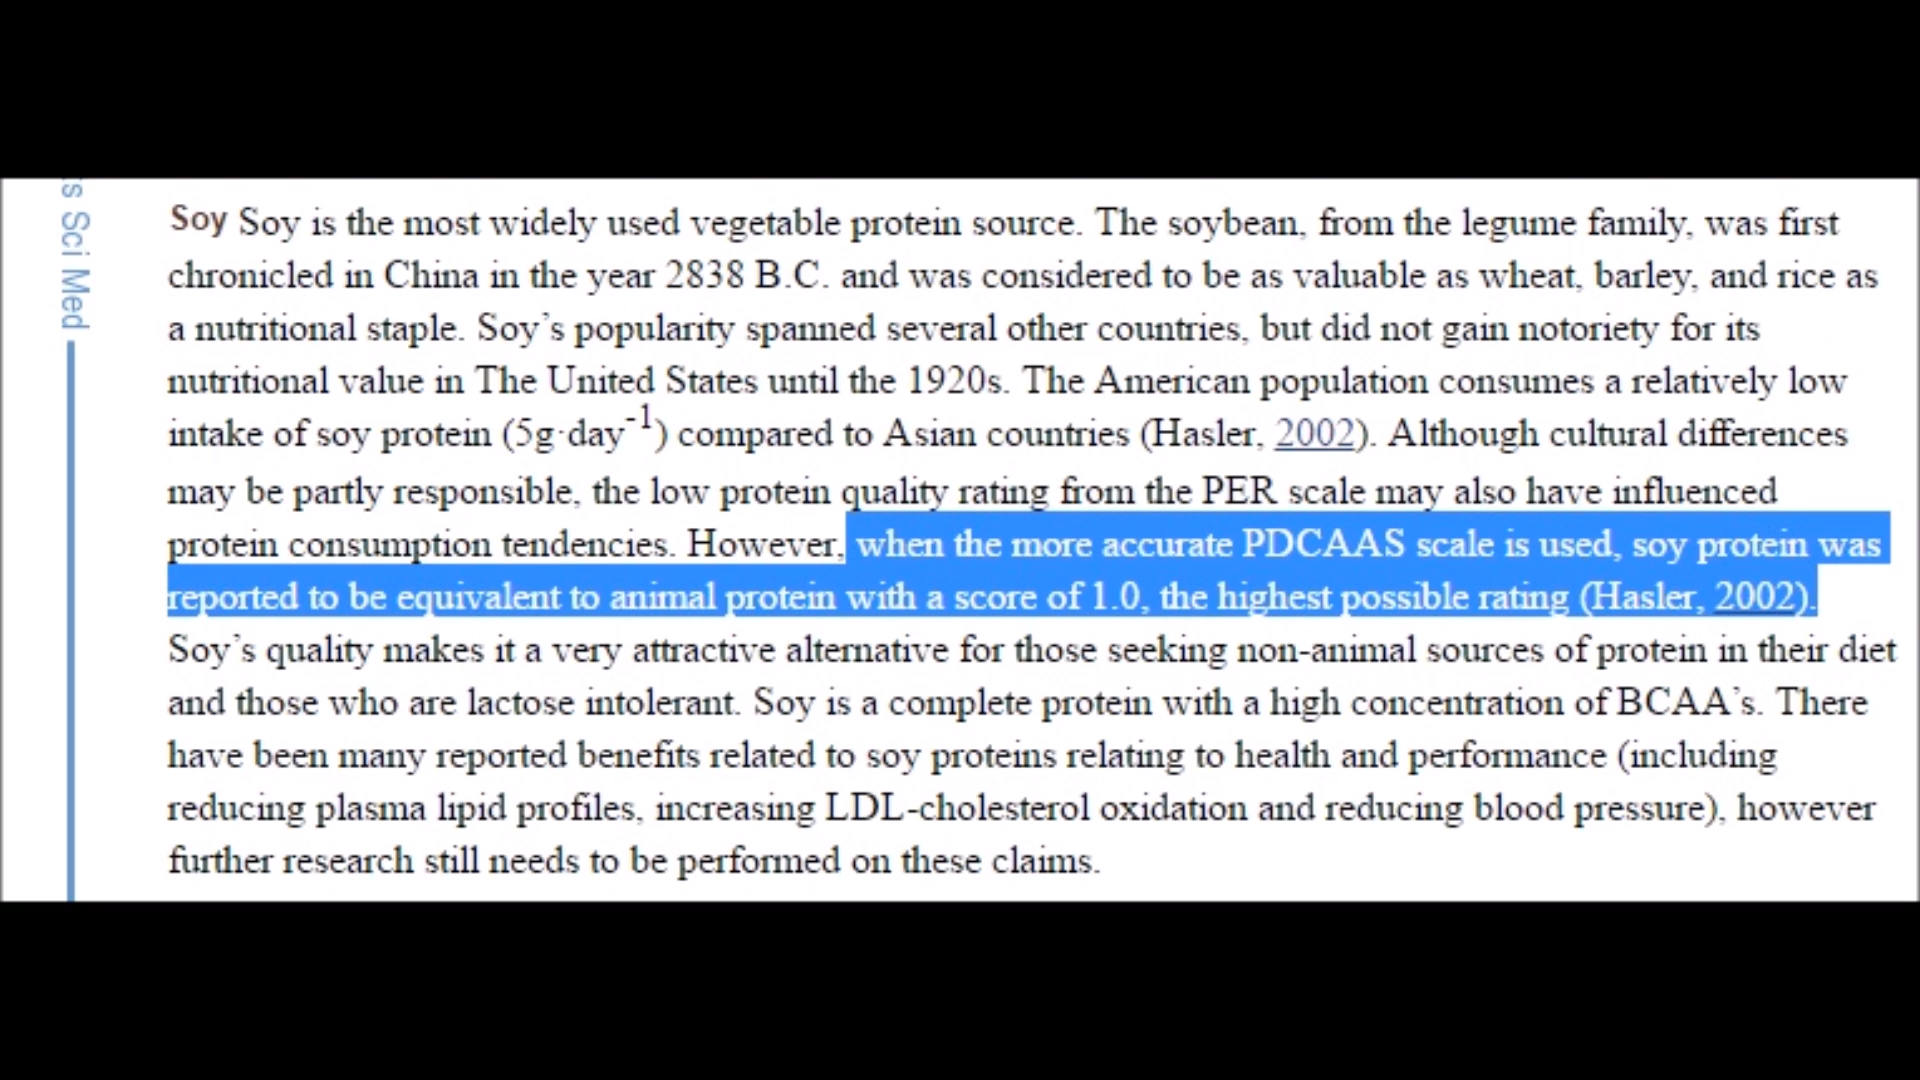 s Sci Med
Soy Soy is the most widely used vegetable protein source. The soybean, from the legume family, was first
chronicled in China in the year 2838 B.C. and was considered to be as valuable as wheat, barley, and rice as
a nutritional staple. Soy’s popularity spanned several other countries, but did not gain notoriety for its
nutritional value in The United States until the 1920s. The American population consumes a relatively low
intake of soy protein (5g·day⁻¹) compared to Asian countries (Hasler, 2002). Although cultural differences
may be partly responsible, the low protein quality rating from the PER scale may also have influenced
protein consumption tendencies. However, when the more accurate PDCAAS scale is used, soy protein was
reported to be equivalent to animal protein with a score of 1.0, the highest possible rating (Hasler, 2002).
Soy’s quality makes it a very attractive alternative for those seeking non-animal sources of protein in their diet
and those who are lactose intolerant. Soy is a complete protein with a high concentration of BCAA’s. There
have been many reported benefits related to soy proteins relating to health and performance (including
reducing plasma lipid profiles, increasing LDL-cholesterol oxidation and reducing blood pressure), however
further research still needs to be performed on these claims.